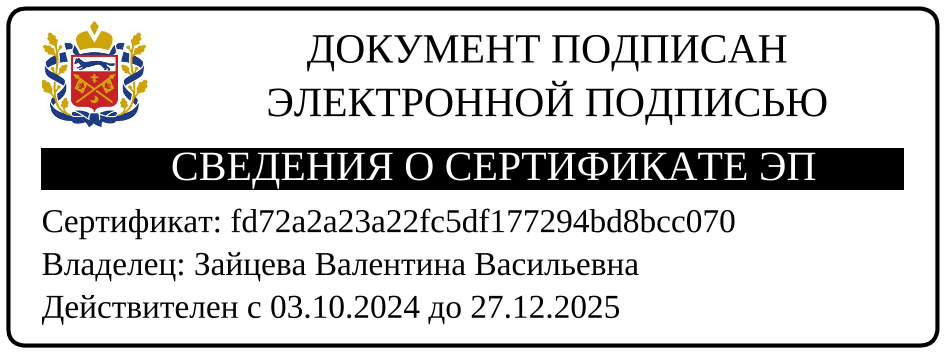 ДОКУМЕНТ ПОДПИСАН
ЭЛЕКТРОННОЙ ПОДПИСЬЮ
СВЕДЕНИЯ О СЕРТИФИКАТЕ ЭП
Сертификат: fd72a2a23a22fc5df177294bd8bcc070
Владелец: Зайцева Валентина Васильевна
Действителен с 03.10.2024 до 27.12.2025